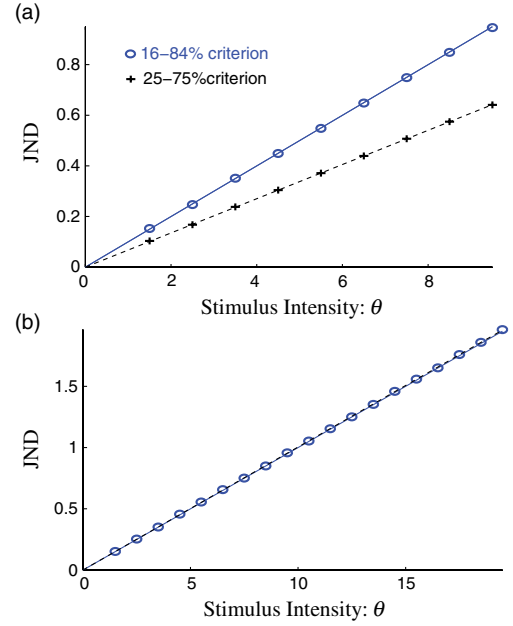 (a)
16−84% criterion
25−75%criterion
0.8
0.6
0.4
0.2
0
JND
0 2 4 6 8
Stimulus Intensity: θ
(b)
1.5
1
0.5
0
JND
0 5 10 15
Stimulus Intensity: θ